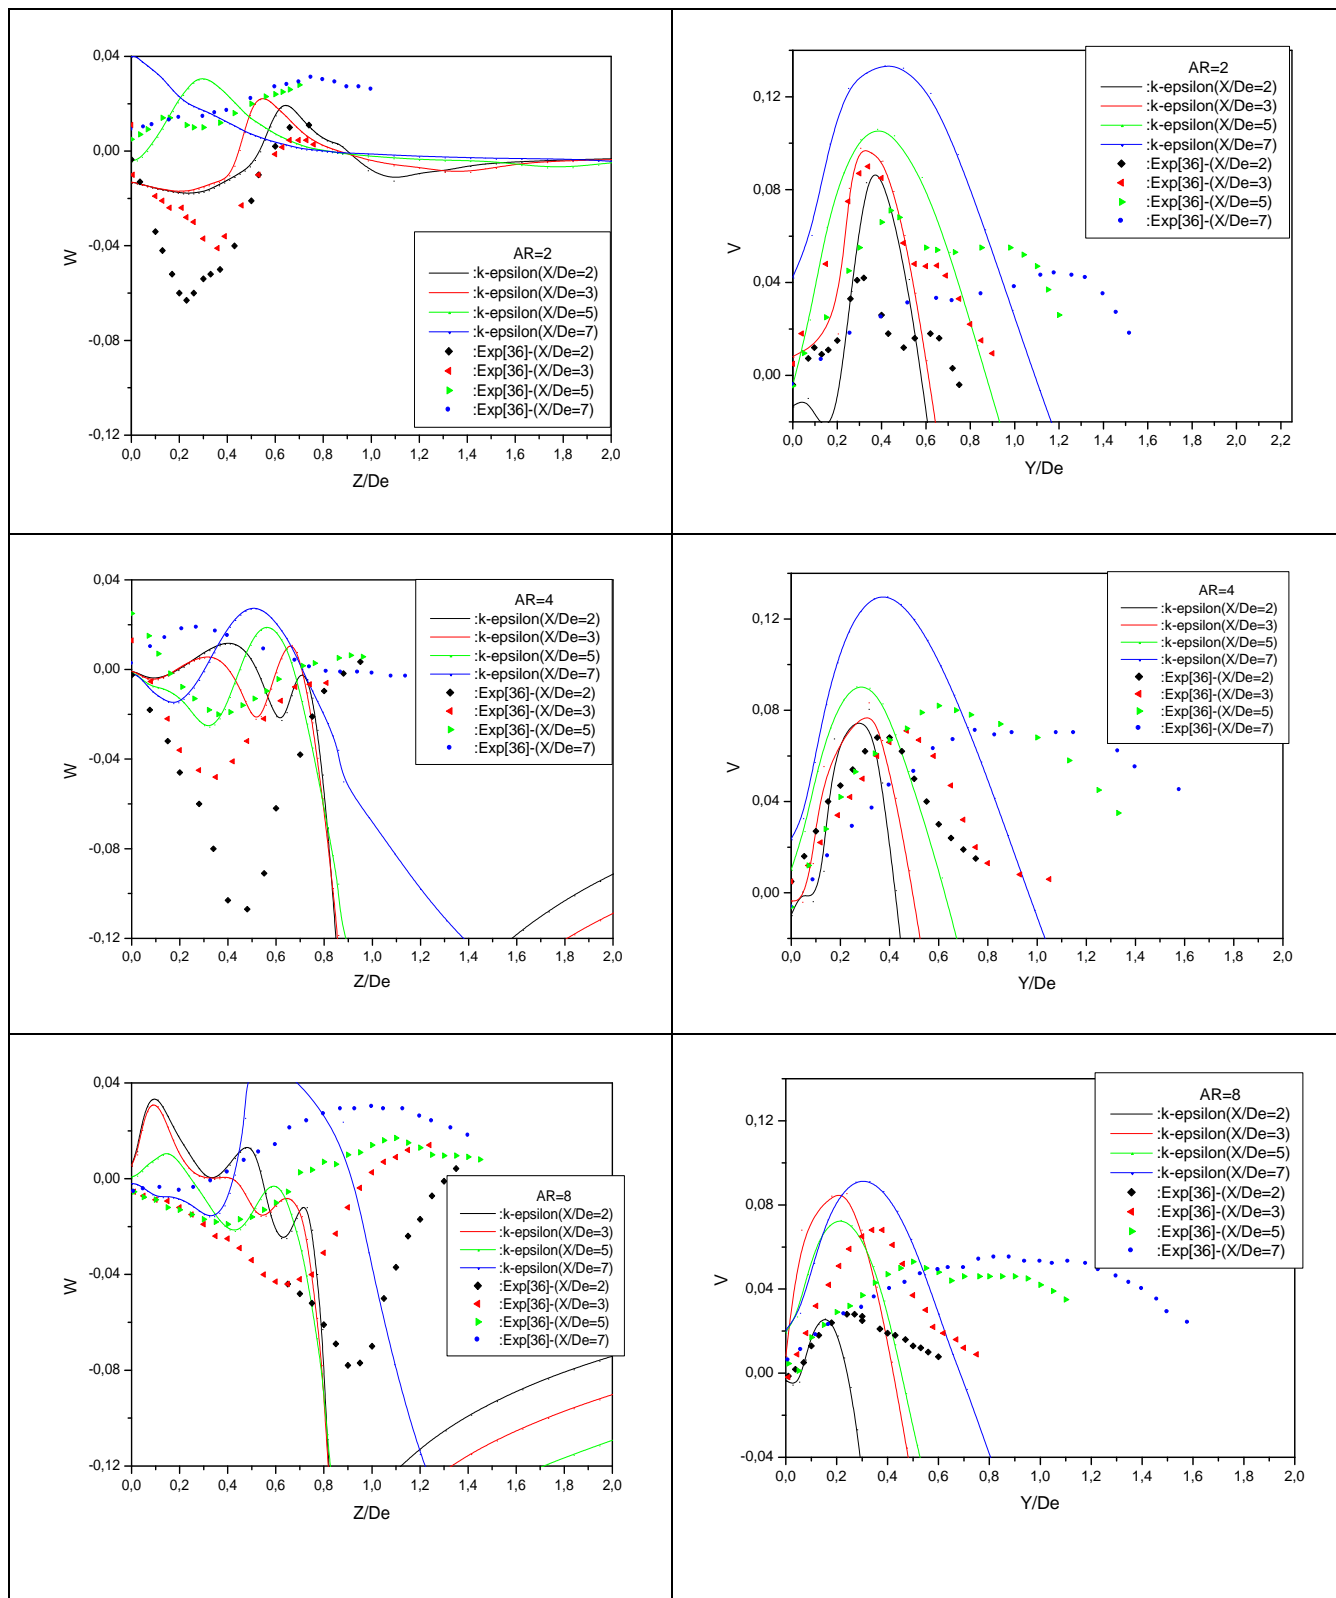 0,04
0,00
-0,04
-0,08
-0,12
W
0,0 0,2 0,4 0,6 0,8 1,0 1,2 1,4 1,6 1,8 2,0
Z/De
AR=2
:k-epsilon(X/De=2)
:k-epsilon(X/De=3)
:k-epsilon(X/De=5)
:k-epsilon(X/De=7)
:Exp[36]-(X/De=2)
:Exp[36]-(X/De=3)
:Exp[36]-(X/De=5)
:Exp[36]-(X/De=7)
0,12
0,08
0,04
0,00
V
0,0 0,2 0,4 0,6 0,8 1,0 1,2 1,4 1,6 1,8 2,0 2,2
Y/De
AR=2
:k-epsilon(X/De=2)
:k-epsilon(X/De=3)
:k-epsilon(X/De=5)
:k-epsilon(X/De=7)
:Exp[36]-(X/De=2)
:Exp[36]-(X/De=3)
:Exp[36]-(X/De=5)
:Exp[36]-(X/De=7)
0,04
0,00
-0,04
-0,08
-0,12
W
0,0 0,2 0,4 0,6 0,8 1,0 1,2 1,4 1,6 1,8 2,0
Z/De
AR=4
:k-epsilon(X/De=2)
:k-epsilon(X/De=3)
:k-epsilon(X/De=5)
:k-epsilon(X/De=7)
:Exp[36]-(X/De=2)
:Exp[36]-(X/De=3)
:Exp[36]-(X/De=5)
:Exp[36]-(X/De=7)
0,12
0,08
0,04
0,00
V
0,0 0,2 0,4 0,6 0,8 1,0 1,2 1,4 1,6 1,8 2,0
Y/De
AR=4
:k-epsilon(X/De=2)
:k-epsilon(X/De=3)
:k-epsilon(X/De=5)
:k-epsilon(X/De=7)
:Exp[36]-(X/De=2)
:Exp[36]-(X/De=3)
:Exp[36]-(X/De=5)
:Exp[36]-(X/De=7)
0,04
0,00
-0,04
-0,08
-0,12
W
0,0 0,2 0,4 0,6 0,8 1,0 1,2 1,4 1,6 1,8 2,0
Z/De
AR=8
:k-epsilon(X/De=2)
:k-epsilon(X/De=3)
:k-epsilon(X/De=5)
:k-epsilon(X/De=7)
:Exp[36]-(X/De=2)
:Exp[36]-(X/De=3)
:Exp[36]-(X/De=5)
:Exp[36]-(X/De=7)
0,12
0,08
0,04
0,00
-0,04
V
0,0 0,2 0,4 0,6 0,8 1,0 1,2 1,4 1,6 1,8 2,0
Y/De
AR=8
:k-epsilon(X/De=2)
:k-epsilon(X/De=3)
:k-epsilon(X/De=5)
:k-epsilon(X/De=7)
:Exp[36]-(X/De=2)
:Exp[36]-(X/De=3)
:Exp[36]-(X/De=5)
:Exp[36]-(X/De=7)